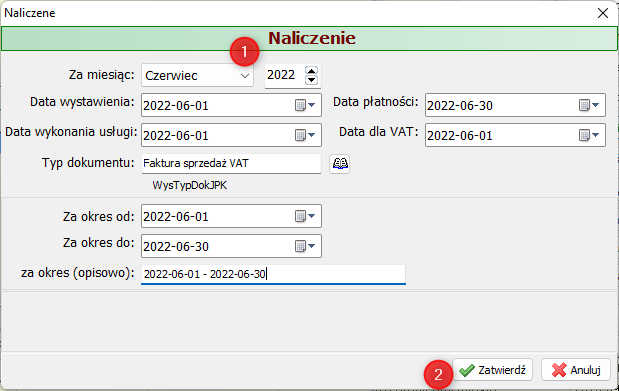 Naliczene
Naliczenie
1
Za miesiąc: Czerwiec 2022
Data wystawienia: 2022-06-01 Data płatności: 2022-06-30
Data wykonania usługi: 2022-06-01 Data dla VAT: 2022-06-01
Typ dokumentu: Faktura sprzedaż VAT
WysTypDokJPK
Za okres od: 2022-06-01
Za okres do: 2022-06-30
za okres (opisowo): 2022-06-01 - 2022-06-30
2 Zatwierdź Anuluj